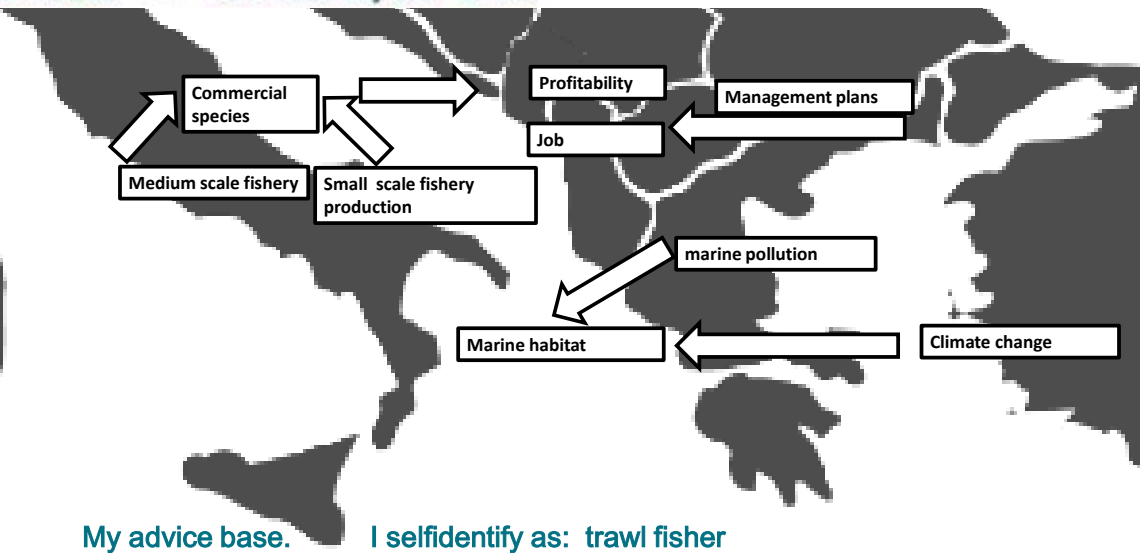 Commercial
species
Profitability
Management plans
Job
Medium scale fishery
Small scale fishery
production
marine pollution
Marine habitat
Climate change
My advice base. I selfidentify as: trawl fisher